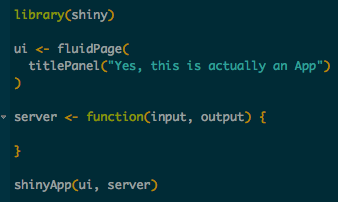 library(shiny)
ui <- fluidPage(
titlePanel("Yes, this is actually an App")
)
server <- function(input, output) {
}
shinyApp(ui, server)